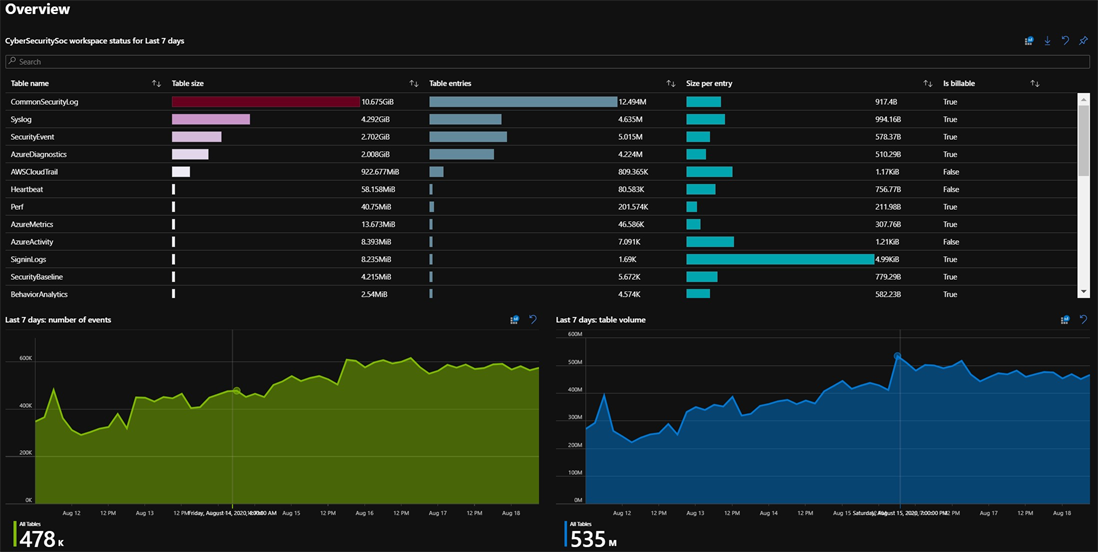 Overview
CyberSecuritySoc workspace status for Last 7 days
Search
Table name Table size Table entries Size per entry Is billable
CommonSecurityLog 10.675GiB 12.494M 917.4B True
Syslog 4.292GiB 4.635M 994.16B True
SecurityEvent 2.702GiB 5.015M 578.37B True
AzureDiagnostics 2.008GiB 4.224M 510.29B True
AWSCloudTrail 922.677MiB 809.365K 1.17KiB False
Heartbeat 58.158MiB 80.583K 756.77B False
Perf 40.75MiB 201.574K 211.98B True
AzureMetrics 13.673MiB 46.586K 307.76B True
AzureActivity 8.393MiB 7.091K 1.21KiB False
SigninLogs 8.235MiB 1.69K 4.99KiB True
SecurityBaseline 4.215MiB 5.672K 779.29B True
BehaviorAnalytics 2.54MiB 4.574K 582.23B True
Last 7 days: number of events
600K
400K
200K
0K
Aug 12 12 PM Aug 13 12 PM Friday, August 14, 2020, 4:00:00 AM Aug 15 12 PM Aug 16 12 PM Aug 17 12 PM Aug 18
All Tables
478 K
Last 7 days: table volume
600M
500M
400M
300M
200M
100M
0M
Aug 12 12 PM Aug 13 12 PM Aug 14 12 PM Aug 15 Saturday, August 15, 2020, 7:00:00 PM 12 PM Aug 17 12 PM Aug 18
All Tables
535 M